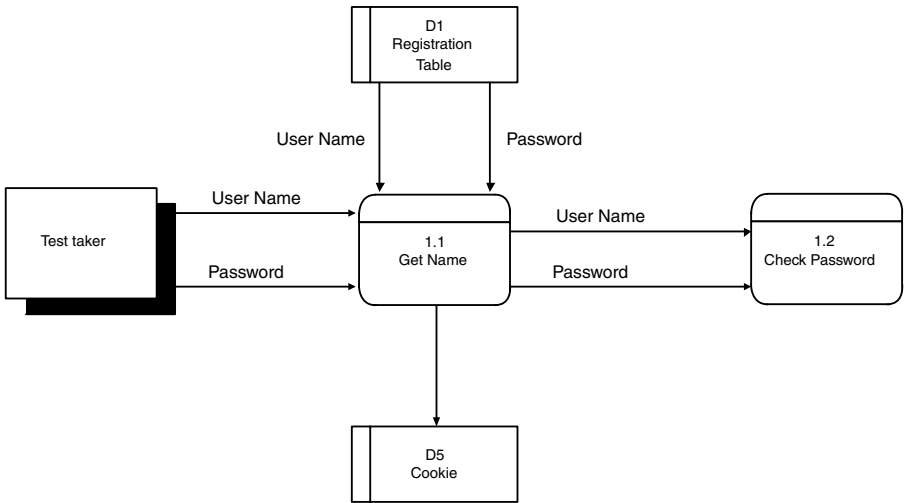 D1
Registration
Table
User Name
Password
User Name
Password
Test taker
1.1
Get Name
User Name
Password
1.2
Check Password
D5
Cookie